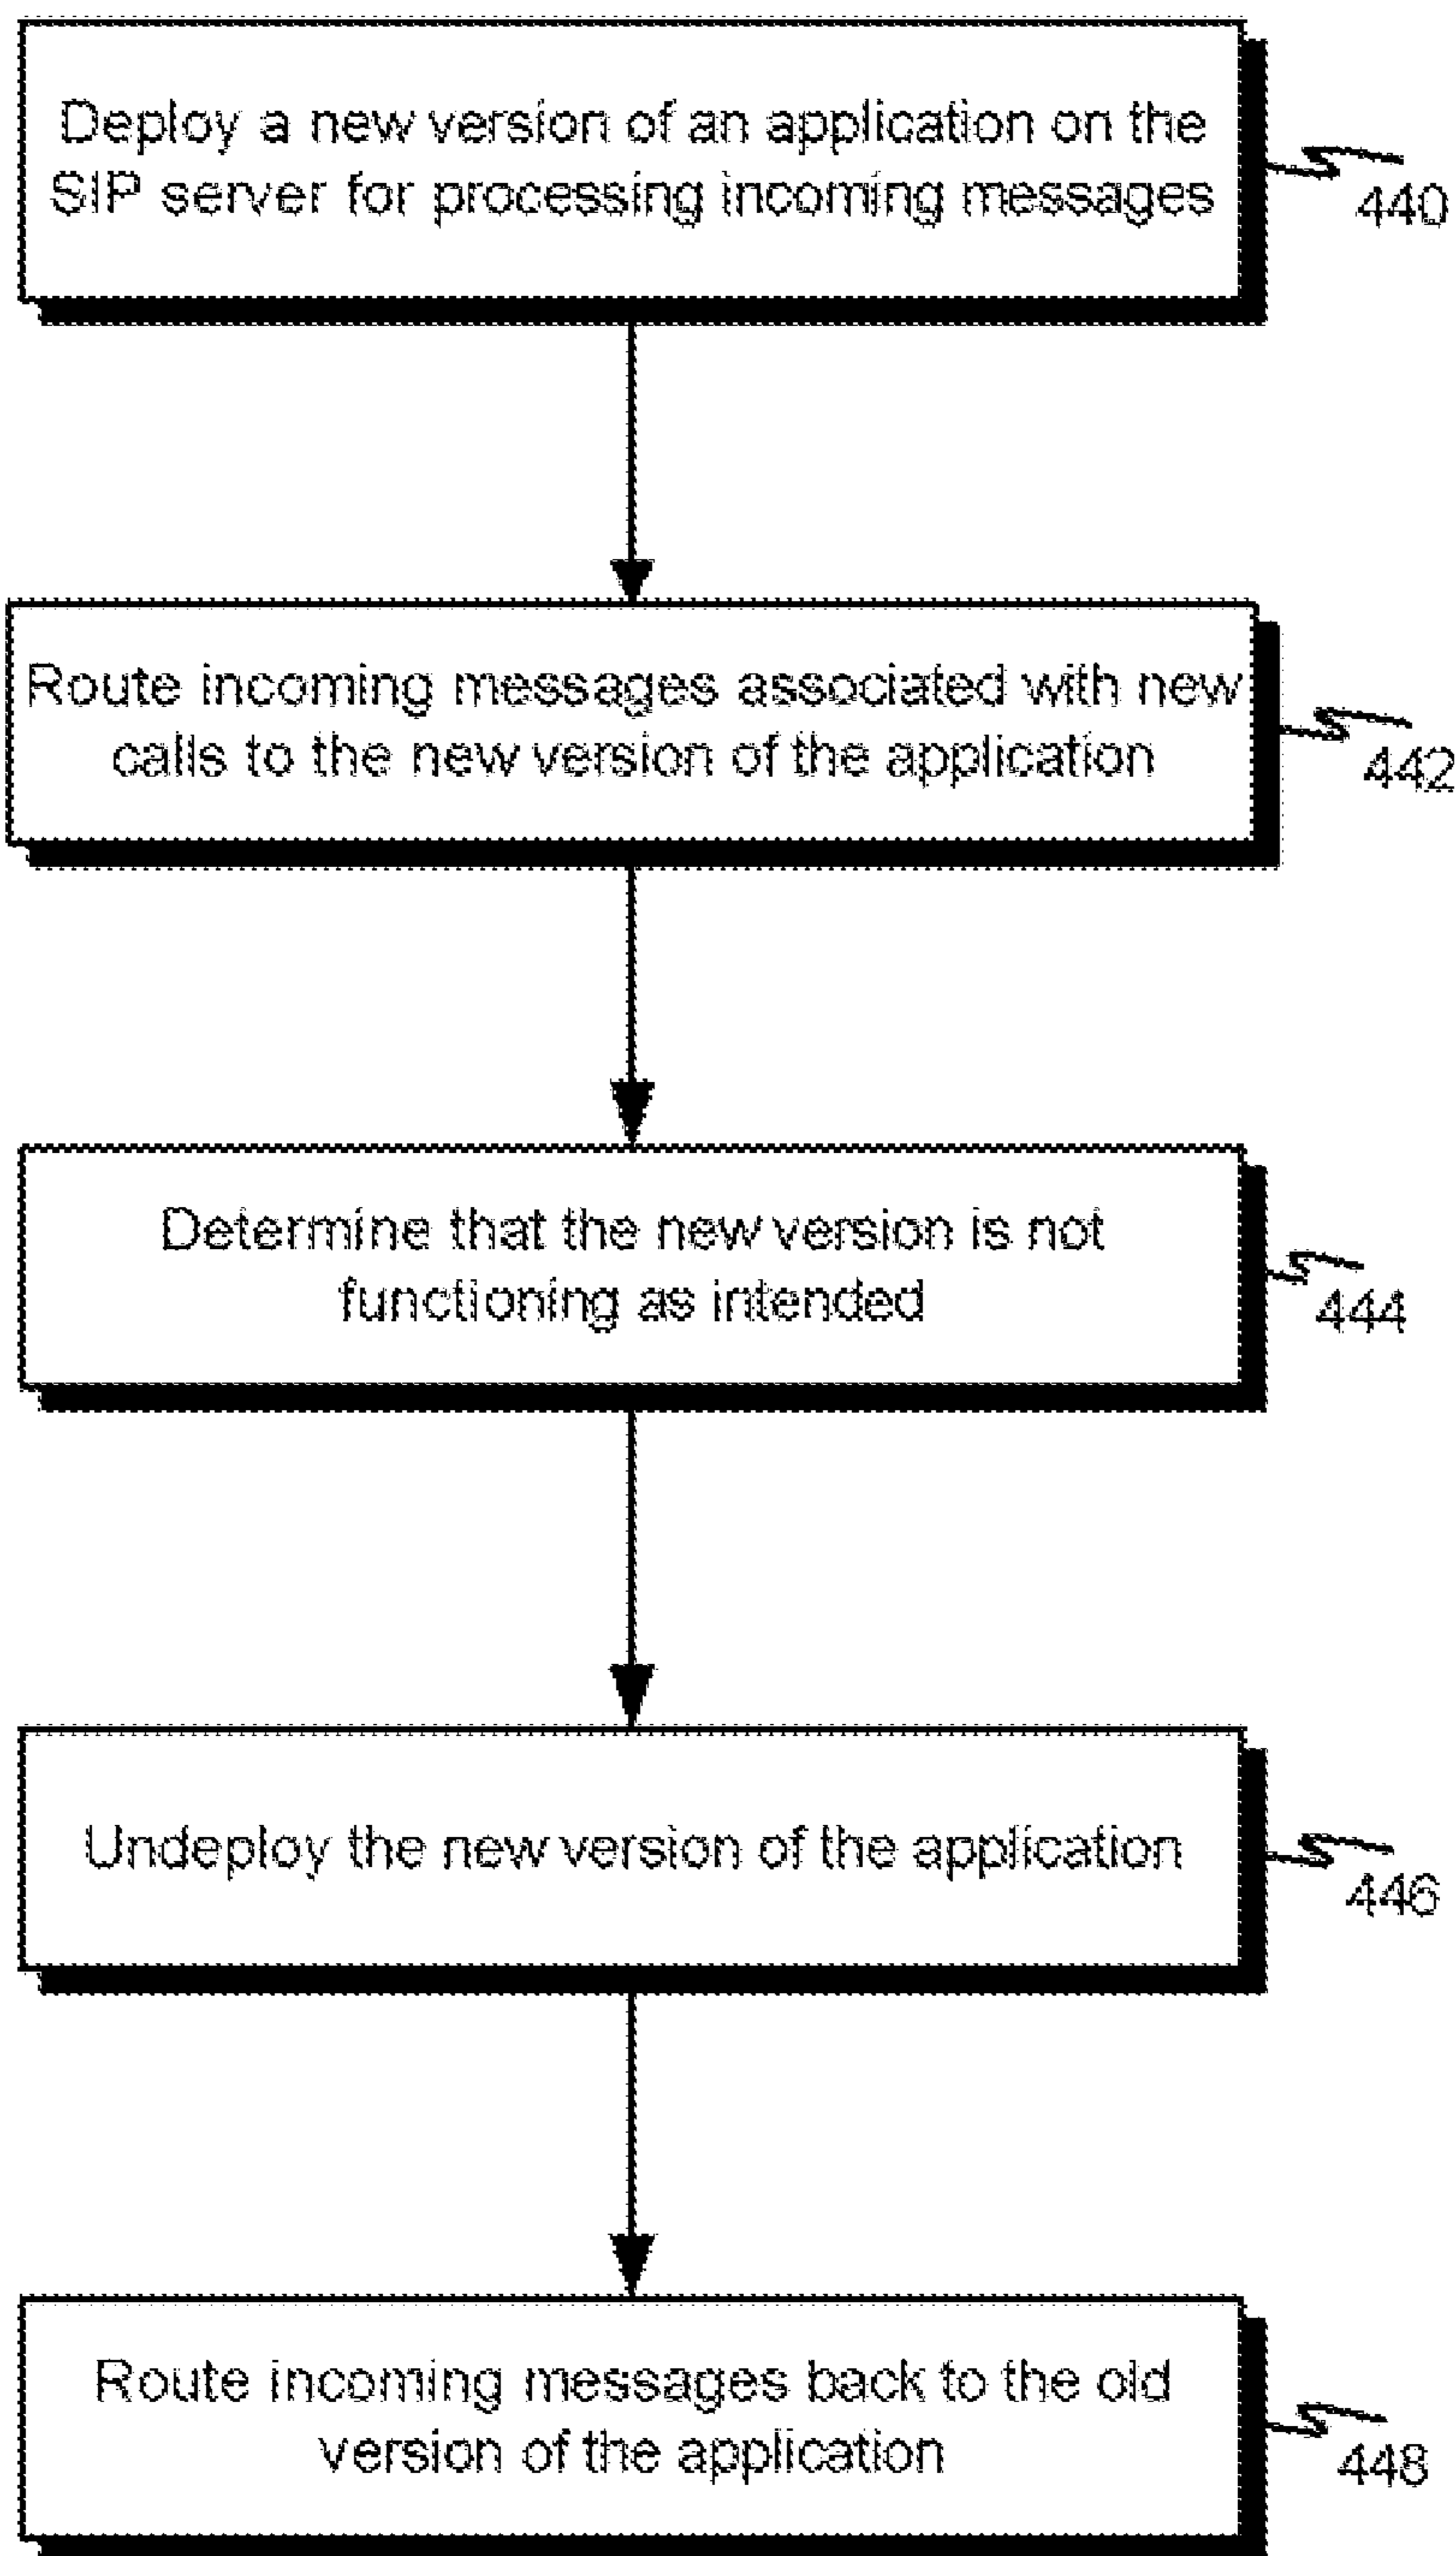 Deploy a new version of an application on the
SIP server for processing incoming messages
440
Route incoming messages associated with new
calls to the new version of the application
442
Determine that the new version is not
functioning as intended
444
Undeploy the new version of the application
446
Route incoming messages back to the old
version of the application
448